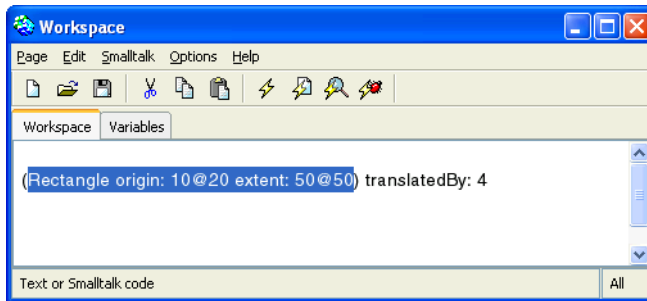 Workspace
Page Edit Smalltalk Options Help
Workspace Variables
(Rectangle origin: 10@20 extent: 50@50) translatedBy: 4
Text or Smalltalk code All